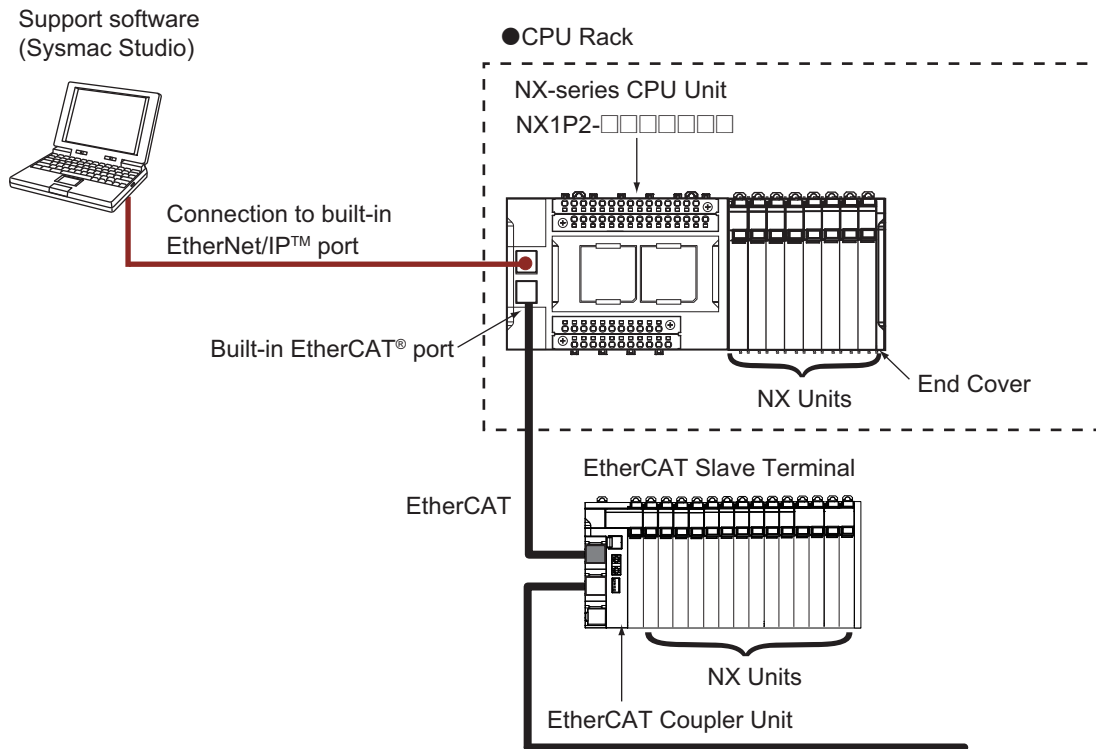 Support software
(Sysmac Studio)
●CPU Rack
NX-series CPU Unit
NX1P2-□□□□□□□
Connection to built-in
EtherNet/IP™ port
Built-in EtherCAT® port
End Cover
NX Units
EtherCAT Slave Terminal
EtherCAT
NX Units
EtherCAT Coupler Unit